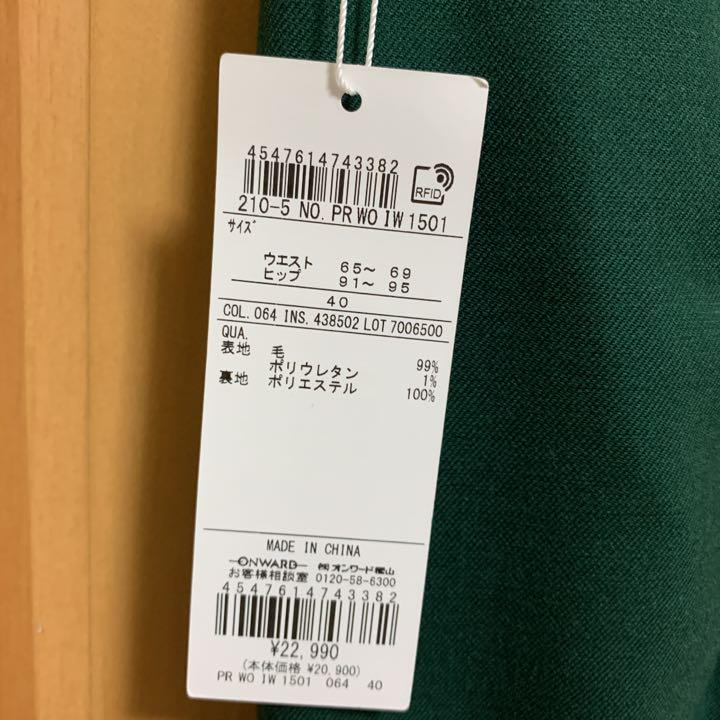 4547614743382
RFID
210-5 NO. PR WO IW 1501
サイズ
ウエスト 65～ 69
ヒップ 91～ 95
40
COL. 064 INS. 438502 LOT 7006500
QUA.
表地 毛 99%
ポリウレタン 1%
裏地 ポリエステル 100%
MADE IN CHINA
ONWARD ㈱オンワード樫山
お客様相談室 0120-58-6300
4547614743382
¥22,990
(本体価格 ¥20,900)
PR WO IW 1501 064 40